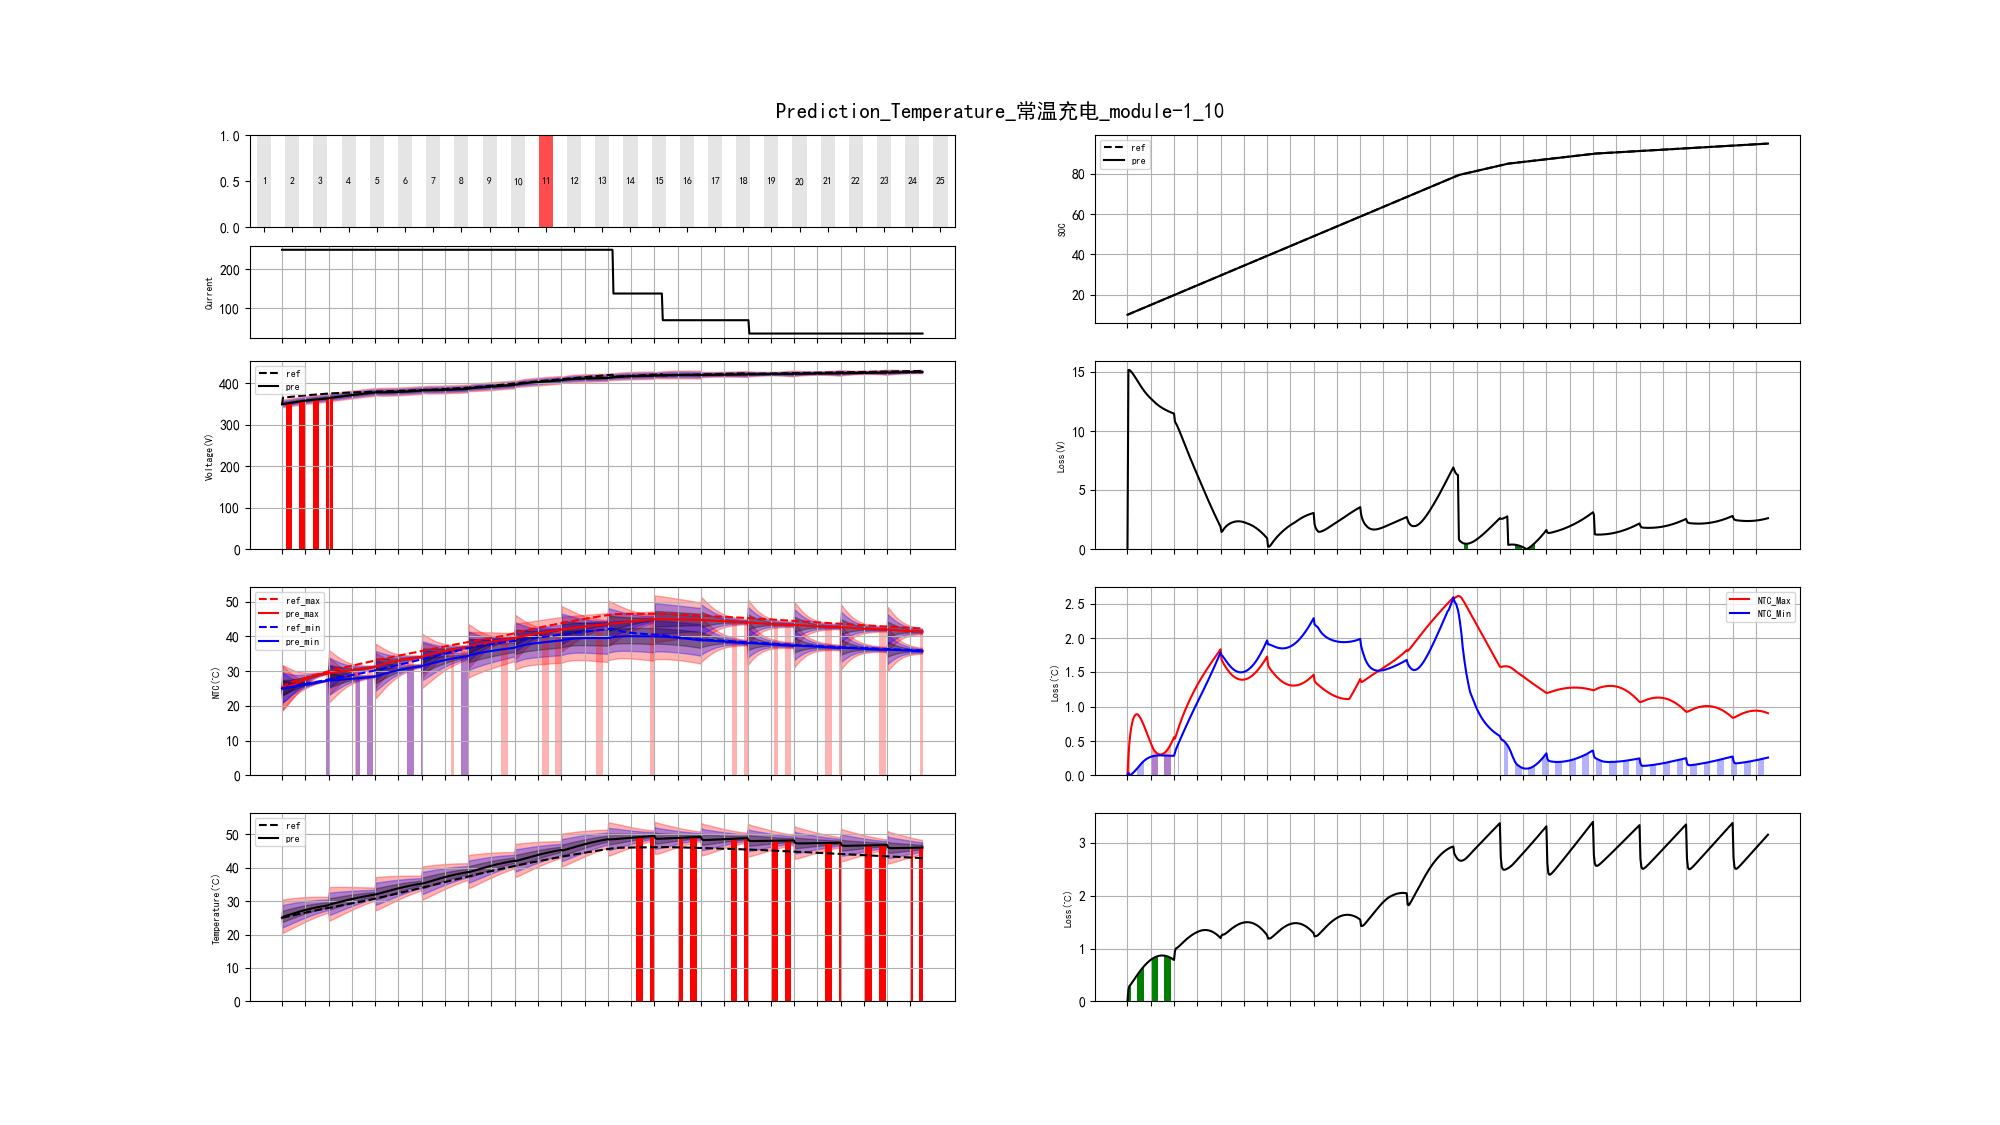 Prediction_Temperature_常温充电_module-1_10
1.0
0.5
0.0
1 2 3 4 5 6 7 8 9 10 11 12 13 14 15 16 17 18 19 20 21 22 23 24 25
Current
200
100
Voltage(V)
400
300
200
100
0
ref
pre
NTC(℃)
50
40
30
20
10
0
ref_max
pre_max
ref_min
pre_min
Temperature(℃)
50
40
30
20
10
0
ref
pre
SOC
80
60
40
20
ref
pre
Loss(V)
15
10
5
0
Loss(℃)
2.5
2.0
1.5
1.0
0.5
0.0
NTC_Max
NTC_Min
Loss(℃)
3
2
1
0